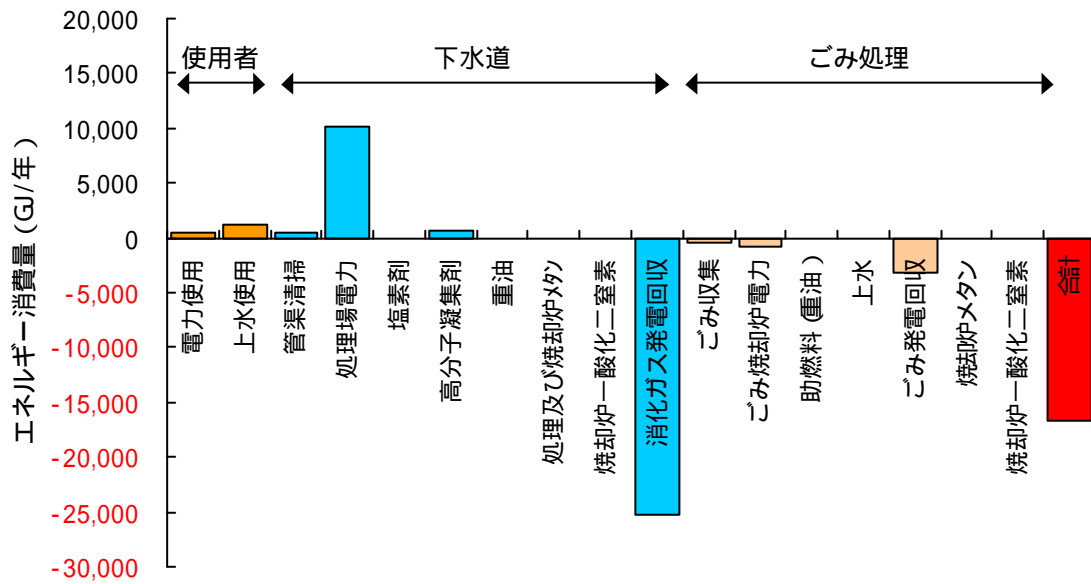 エネルギー消費量(GJ/年)
20,000
15,000
10,000
5,000
0
-5,000
-10,000
-15,000
-20,000
-25,000
-30,000
使用者
下水道
ごみ処理
電力使用
上水使用
管渠清掃
処理場電力
塩素剤
高分子凝集剤
重油
処理及び焼却炉メタン
焼却炉一酸化二窒素
消化ガス発電回収
ごみ収集
ごみ焼却炉電力
助燃料(重油)
上水
ごみ発電回収
焼却炉メタン
焼却炉一酸化二窒素
合計